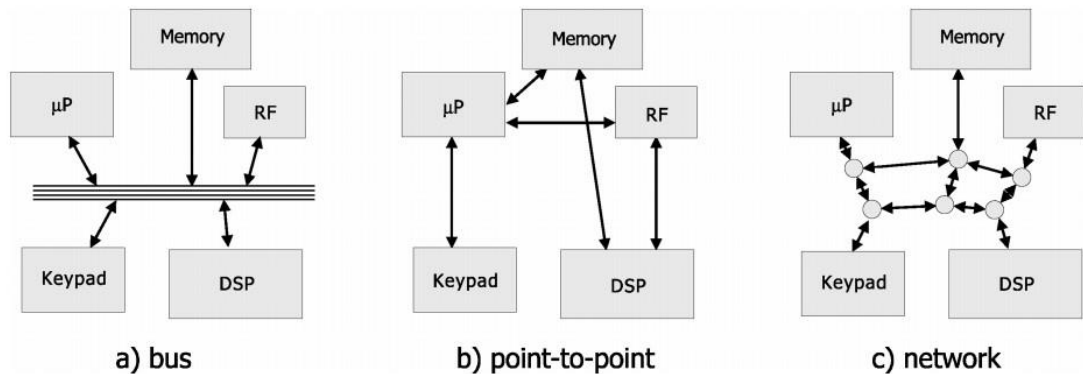 Memory
μP
RF
Keypad
DSP
a) bus
Memory
μP
RF
Keypad
DSP
b) point-to-point
Memory
μP
RF
Keypad
DSP
c) network